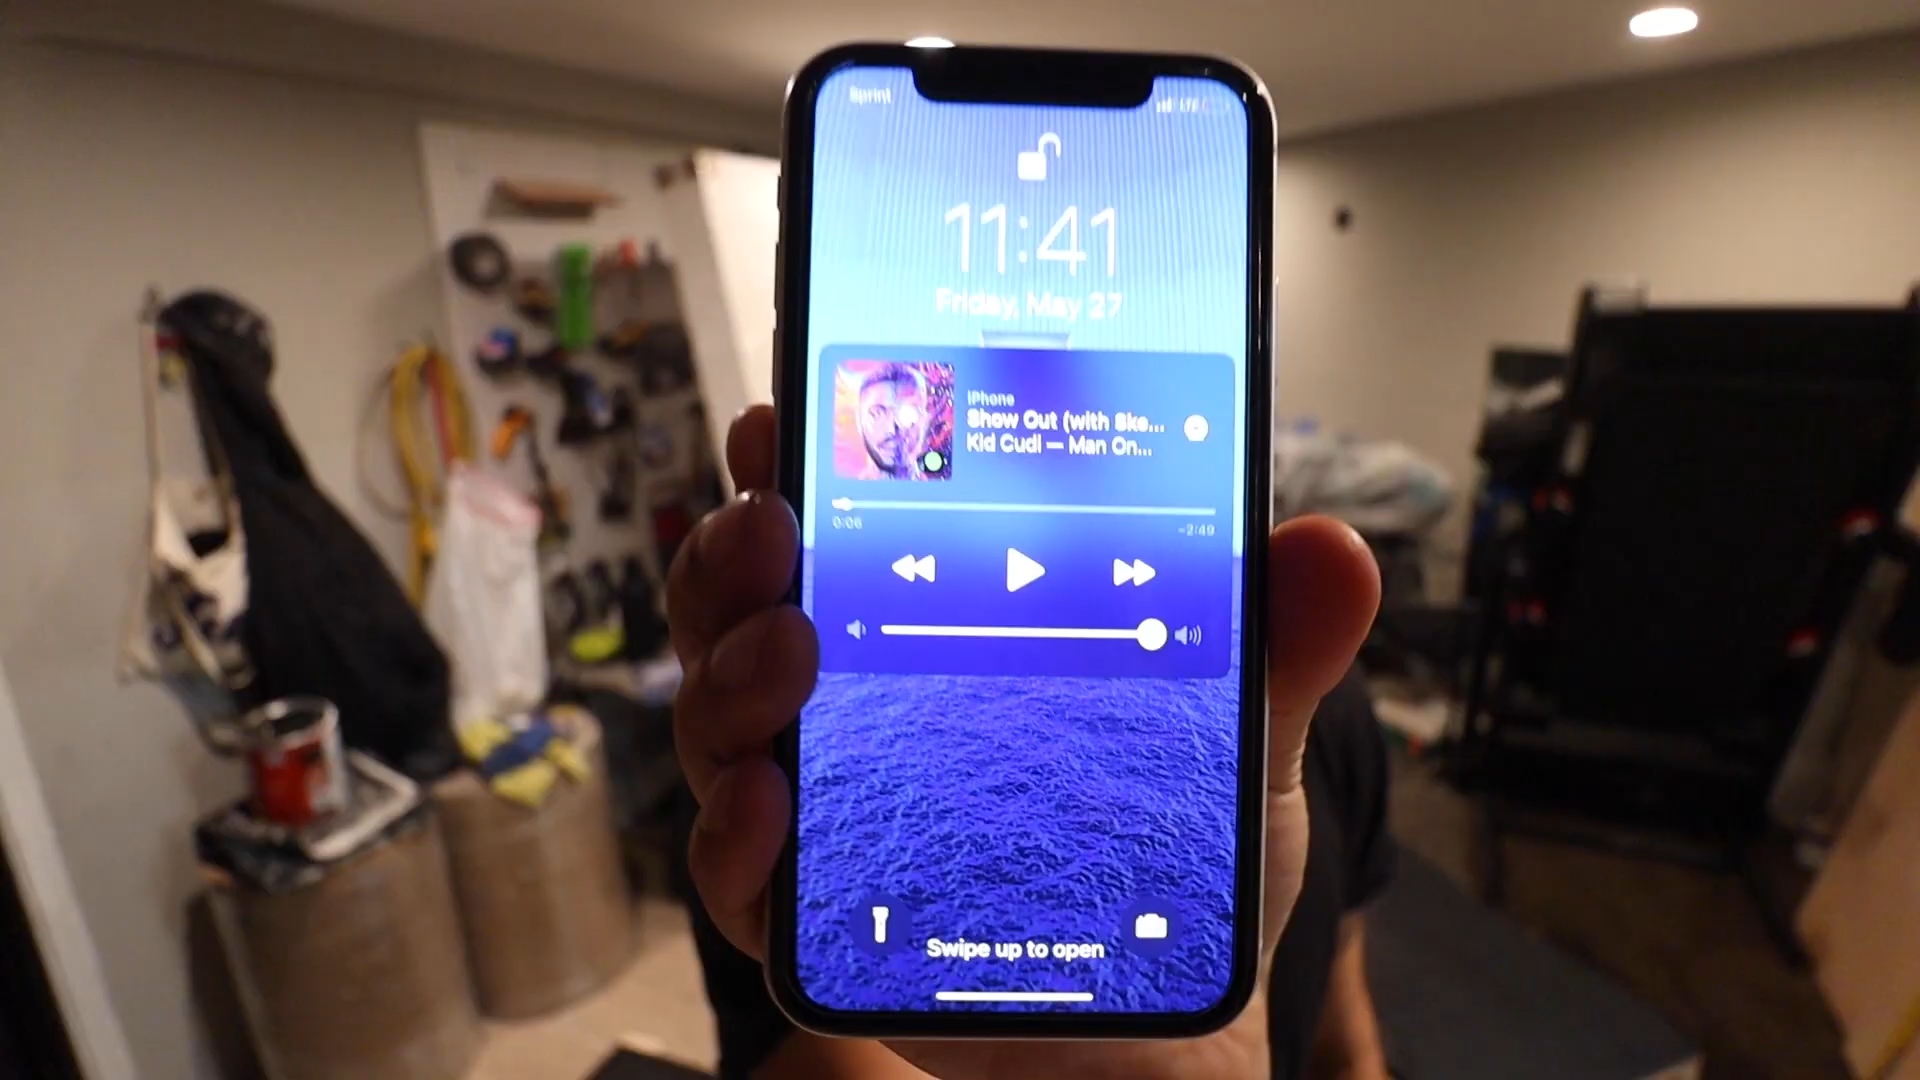 Sprint
LTE
11:41
Friday, May 27
iPhone
Show Out (with Ske...
Kid Cudi — Man On...
0:06
-2:49
Swipe up to open